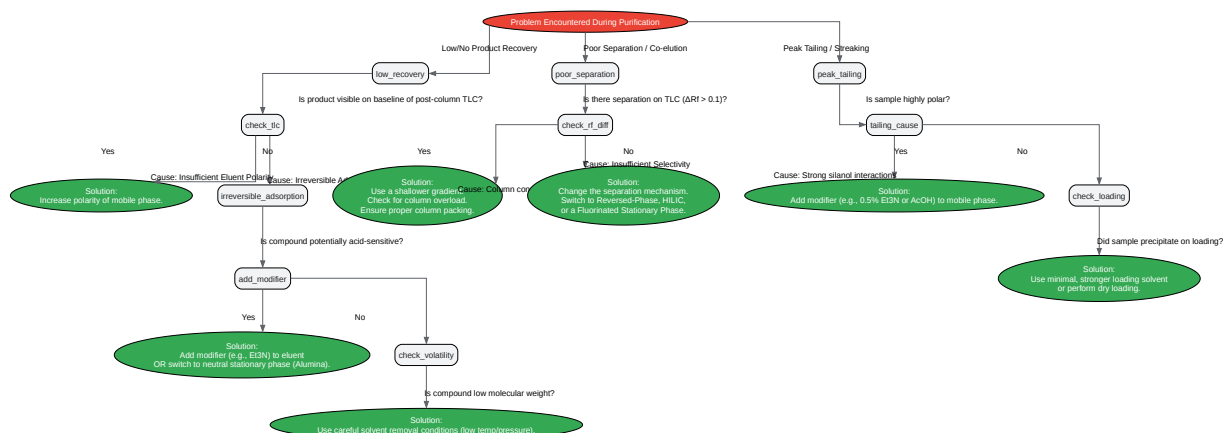 Problem Encountered During Purification
Low/No Product Recovery
Poor Separation / Co-elution
Peak Tailing / Streaking
low_recovery
poor_separation
peak_tailing
Is product visible on baseline of post-column TLC?
Is there separation on TLC (ΔRf > 0.1)?
Is sample highly polar?
check_tlc
check_rf_diff
tailing_cause
Yes
No
Yes
No
Yes
No
Cause: Insufficient Eluent Polarity
Cause: Irreversible
Cause: Column
Cause: Insufficient Selectivity
Cause: Strong silanol interactions
Solution:
Increase polarity of mobile phase.
irreversible_adsorption
Solution:
Use a shallower gradient.
Check for column overload.
Ensure proper column packing.
Solution:
Change the separation mechanism.
Switch to Reversed-Phase, HILIC,
or a Fluorinated Stationary Phase.
Solution:
Add modifier (e.g., 0.5% Et3N or AcOH) to mobile phase.
check_loading
Is compound potentially acid-sensitive?
Did sample precipitate on loading?
add_modifier
Solution:
Use minimal, stronger loading solvent
or perform dry loading.
Yes
No
Solution:
Add modifier (e.g., Et3N) to eluent
OR switch to neutral stationary phase (Alumina).
check_volatility
Is compound low molecular weight?
Solution:
Use careful solvent removal conditions (low temp/pressure).